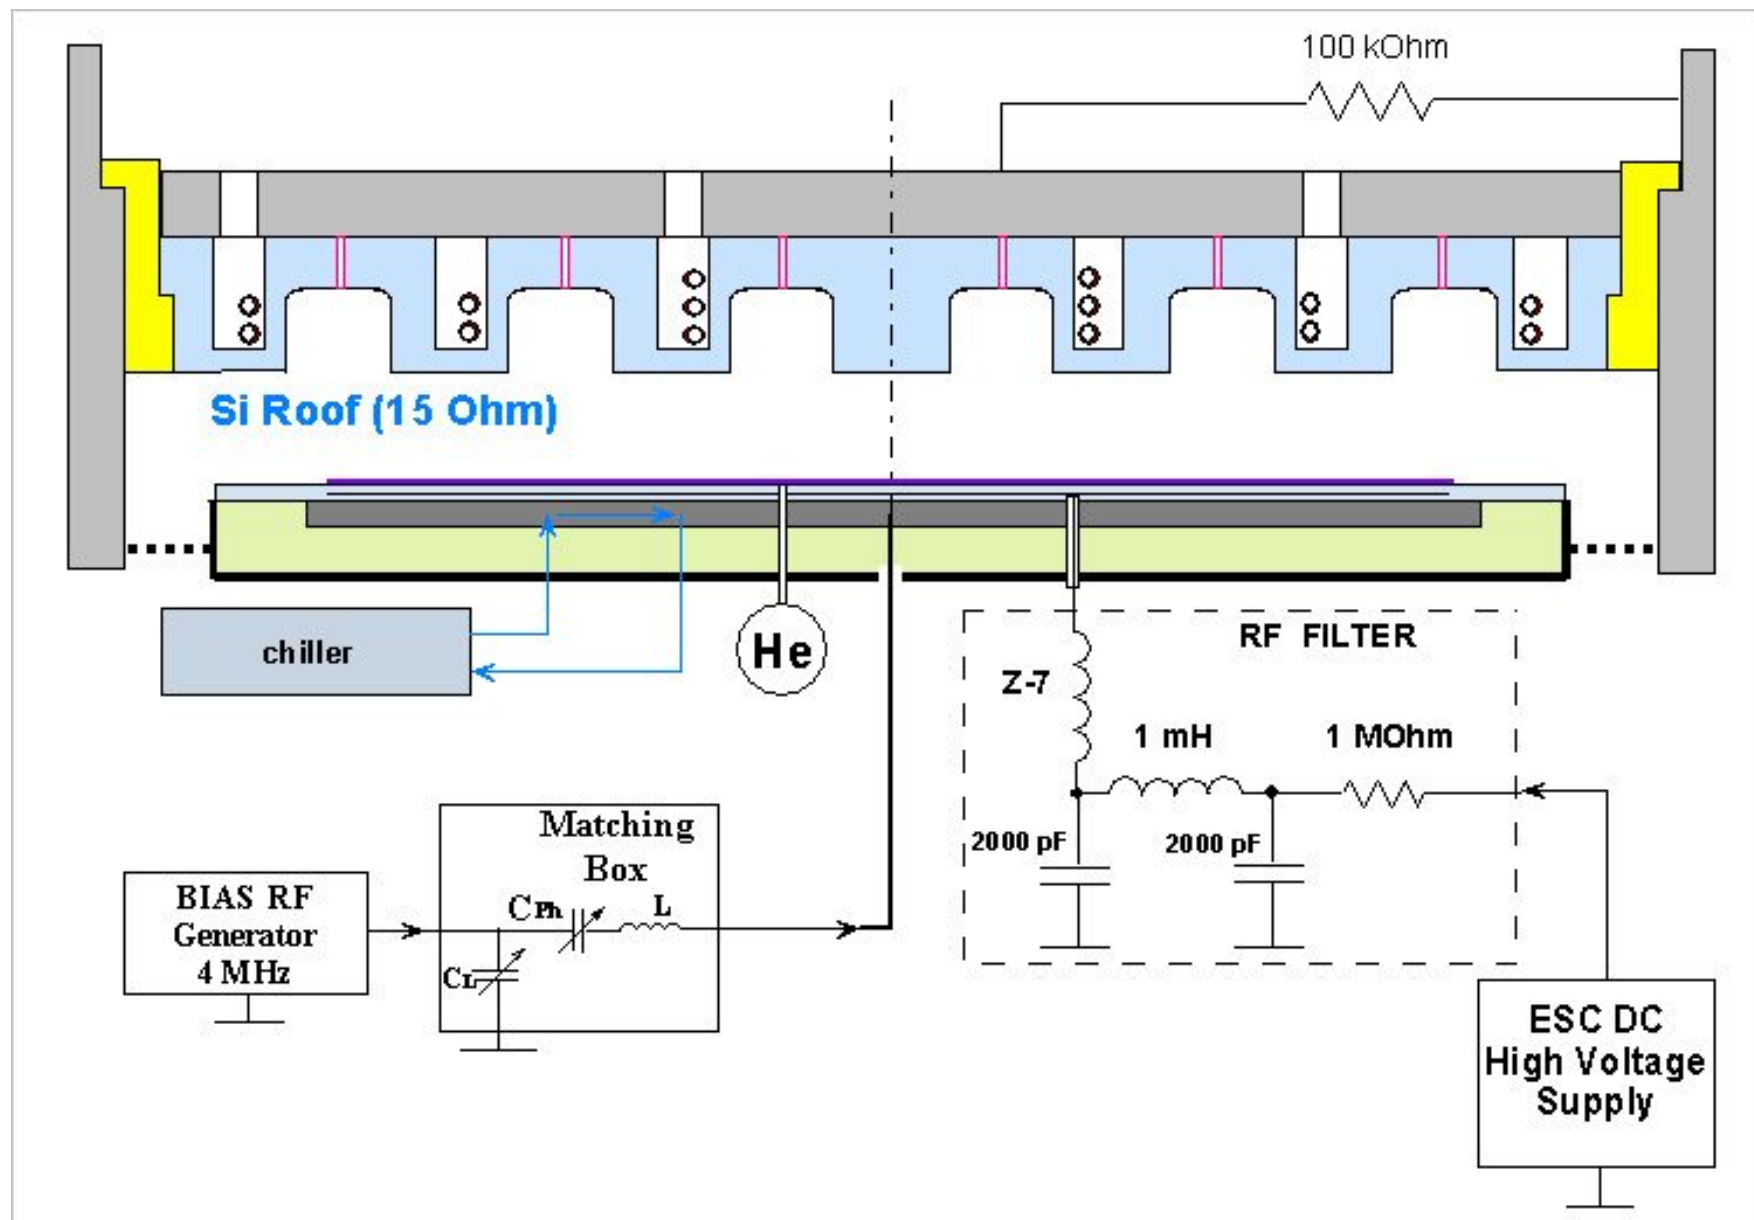 100 kOhm
Si Roof (15 Ohm)
chiller
He
RF FILTER
Z-7
1 mH
1 MOhm
2000 pF
2000 pF
Matching
Box
CPh
L
CL
BIAS RF
Generator
4 MHz
ESC DC
High Voltage
Supply